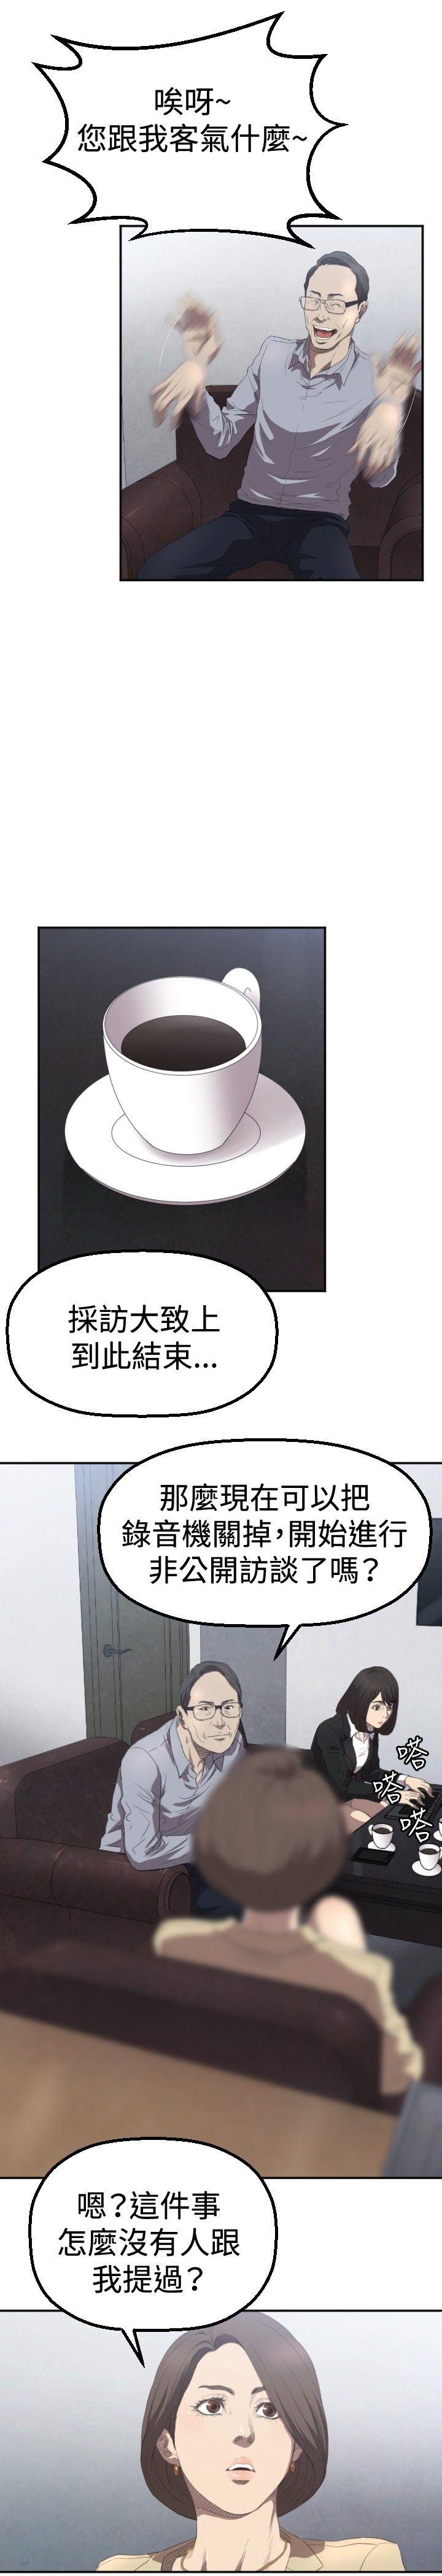 唉呀~
您跟我客氣什麼~
採訪大致上
到此結束...
那麼現在可以把
錄音機關掉,開始進行
非公開訪談了嗎?
嗒
嗒
嗒
嗯?這件事
怎麼沒有人跟
我提過?